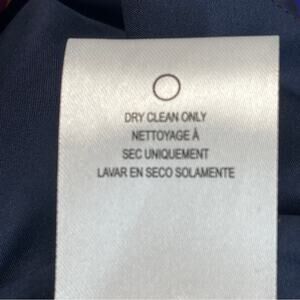 DRY CLEAN ONLY
NETTOYAGE À
SEC UNIQUEMENT
LAVAR EN SECO SOLAMENTE